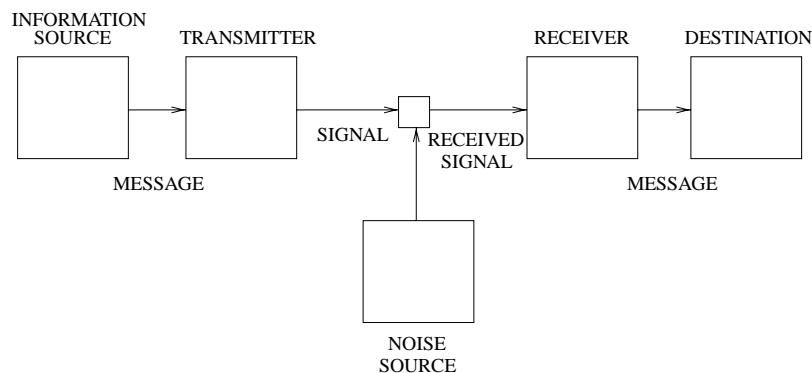 INFORMATION
SOURCE
TRANSMITTER
RECEIVER
DESTINATION
SIGNAL
RECEIVED
SIGNAL
MESSAGE
MESSAGE
NOISE
SOURCE